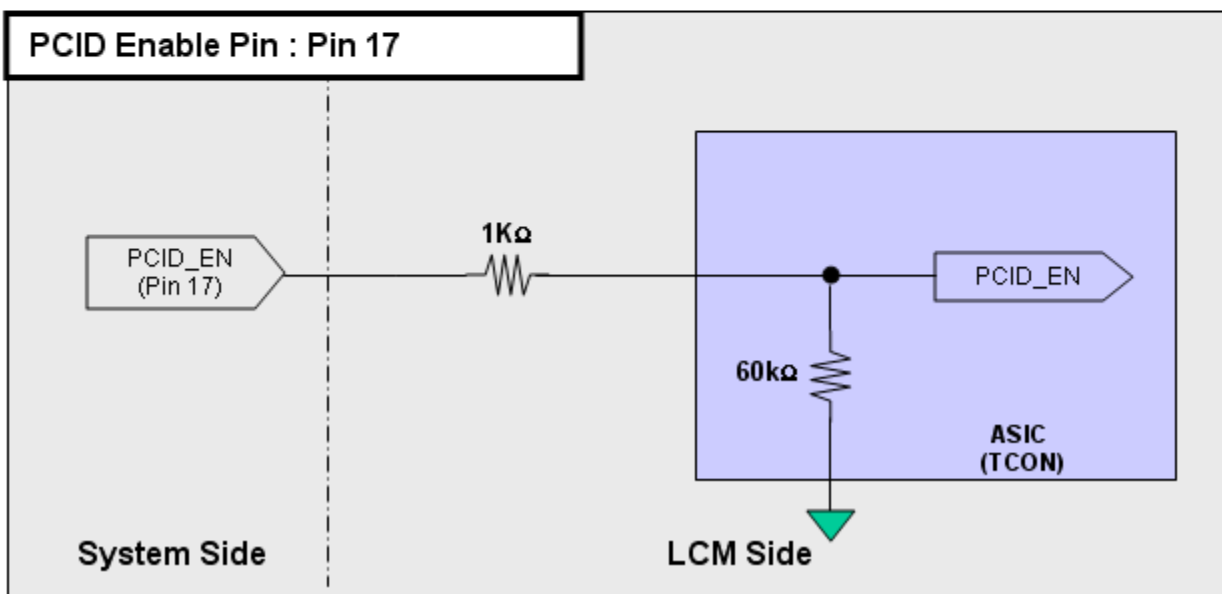 PCID Enable Pin : Pin 17
1KΩ
PCID_EN
(Pin 17)
PCID_EN
60kΩ
ASIC
(TCON)
System Side
LCM Side